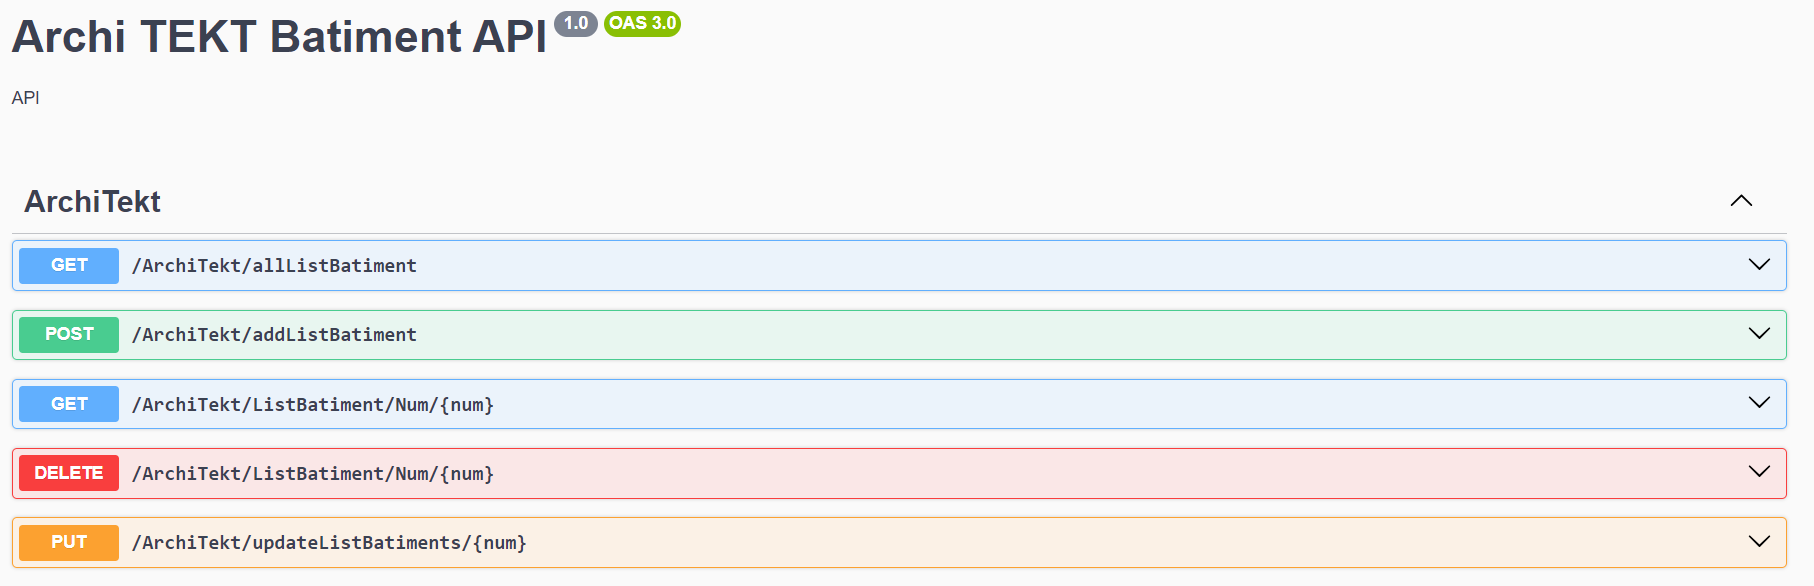 Archi TEKT Batiment API 1.0 OAS 3.0
API
ArchiTekt
GET /ArchiTekt/allListBatiment
POST /ArchiTekt/addListBatiment
GET /ArchiTekt/ListBatiment/Num/{num}
DELETE /ArchiTekt/ListBatiment/Num/{num}
PUT /ArchiTekt/updateListBatiments/{num}